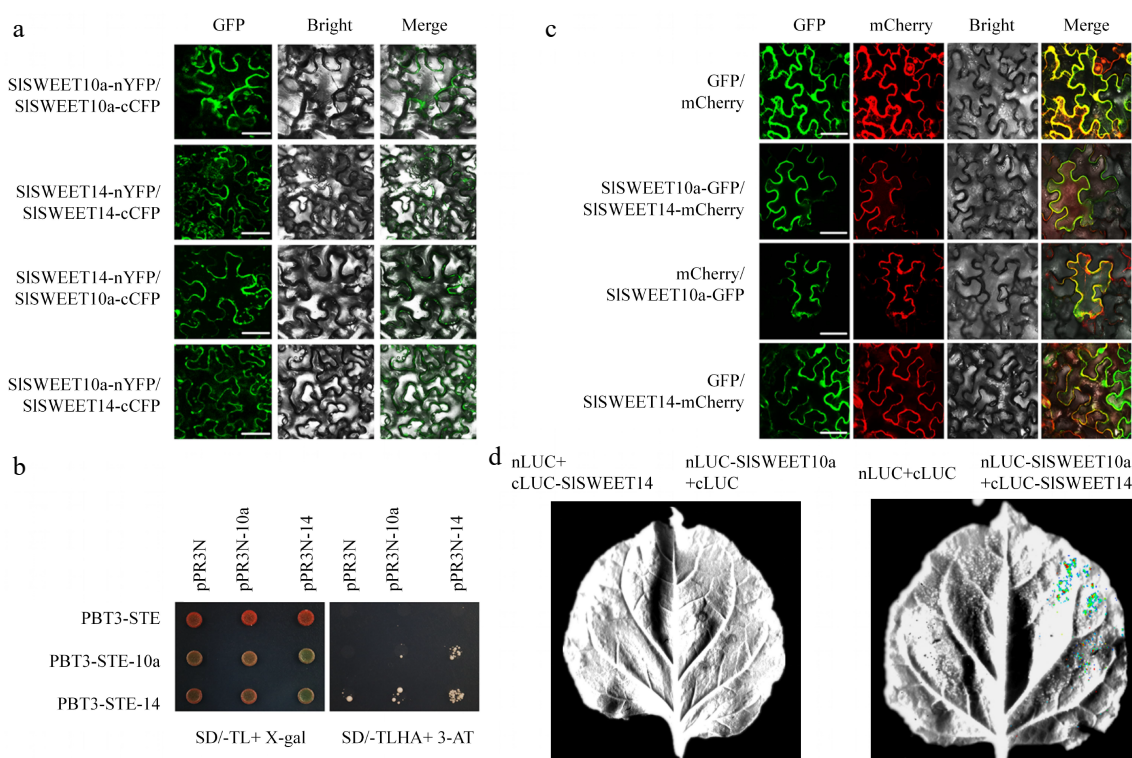 a
GFP
Bright
Merge
SlSWEET10a-nYFP/
SlSWEET10a-cCFP
SlSWEET14-nYFP/
SlSWEET14-cCFP
SlSWEET14-nYFP/
SlSWEET10a-cCFP
SlSWEET10a-nYFP/
SlSWEET14-cCFP
c
GFP
mCherry
Bright
Merge
GFP/
mCherry
SlSWEET10a-GFP/
SlSWEET14-mCherry
mCherry/
SlSWEET10a-GFP
GFP/
SlSWEET14-mCherry
b
pPR3N
pPR3N-10a
pPR3N-14
pPR3N
pPR3N-10a
pPR3N-14
PBT3-STE
PBT3-STE-10a
PBT3-STE-14
SD/-TL+ X-gal
SD/-TLHA+ 3-AT
d
nLUC+
cLUC-SlSWEET14
nLUC-SlSWEET10a
+cLUC
nLUC+cLUC
nLUC-SlSWEET10a
+cLUC-SlSWEET14